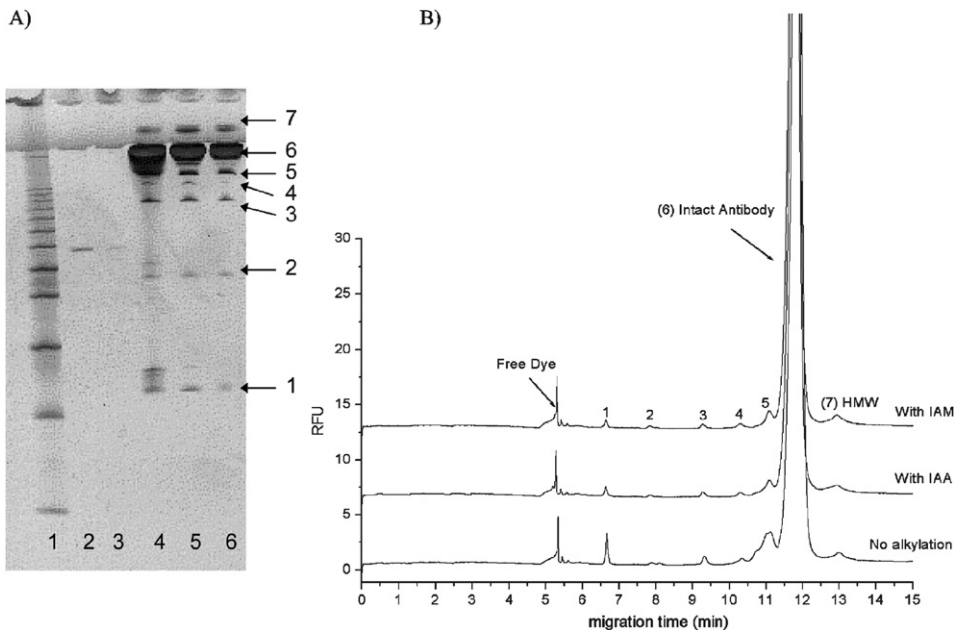 A)
B)
7
6
5
4
3
2
1
1 2 3 4 5 6
(6) Intact Antibody
Free Dye
1 2 3 4 5 (7) HMW
With IAM
With IAA
No alkylation
30
25
20
15
10
5
0
RFU
0 1 2 3 4 5 6 7 8 9 10 11 12 13 14 15
migration time (min)